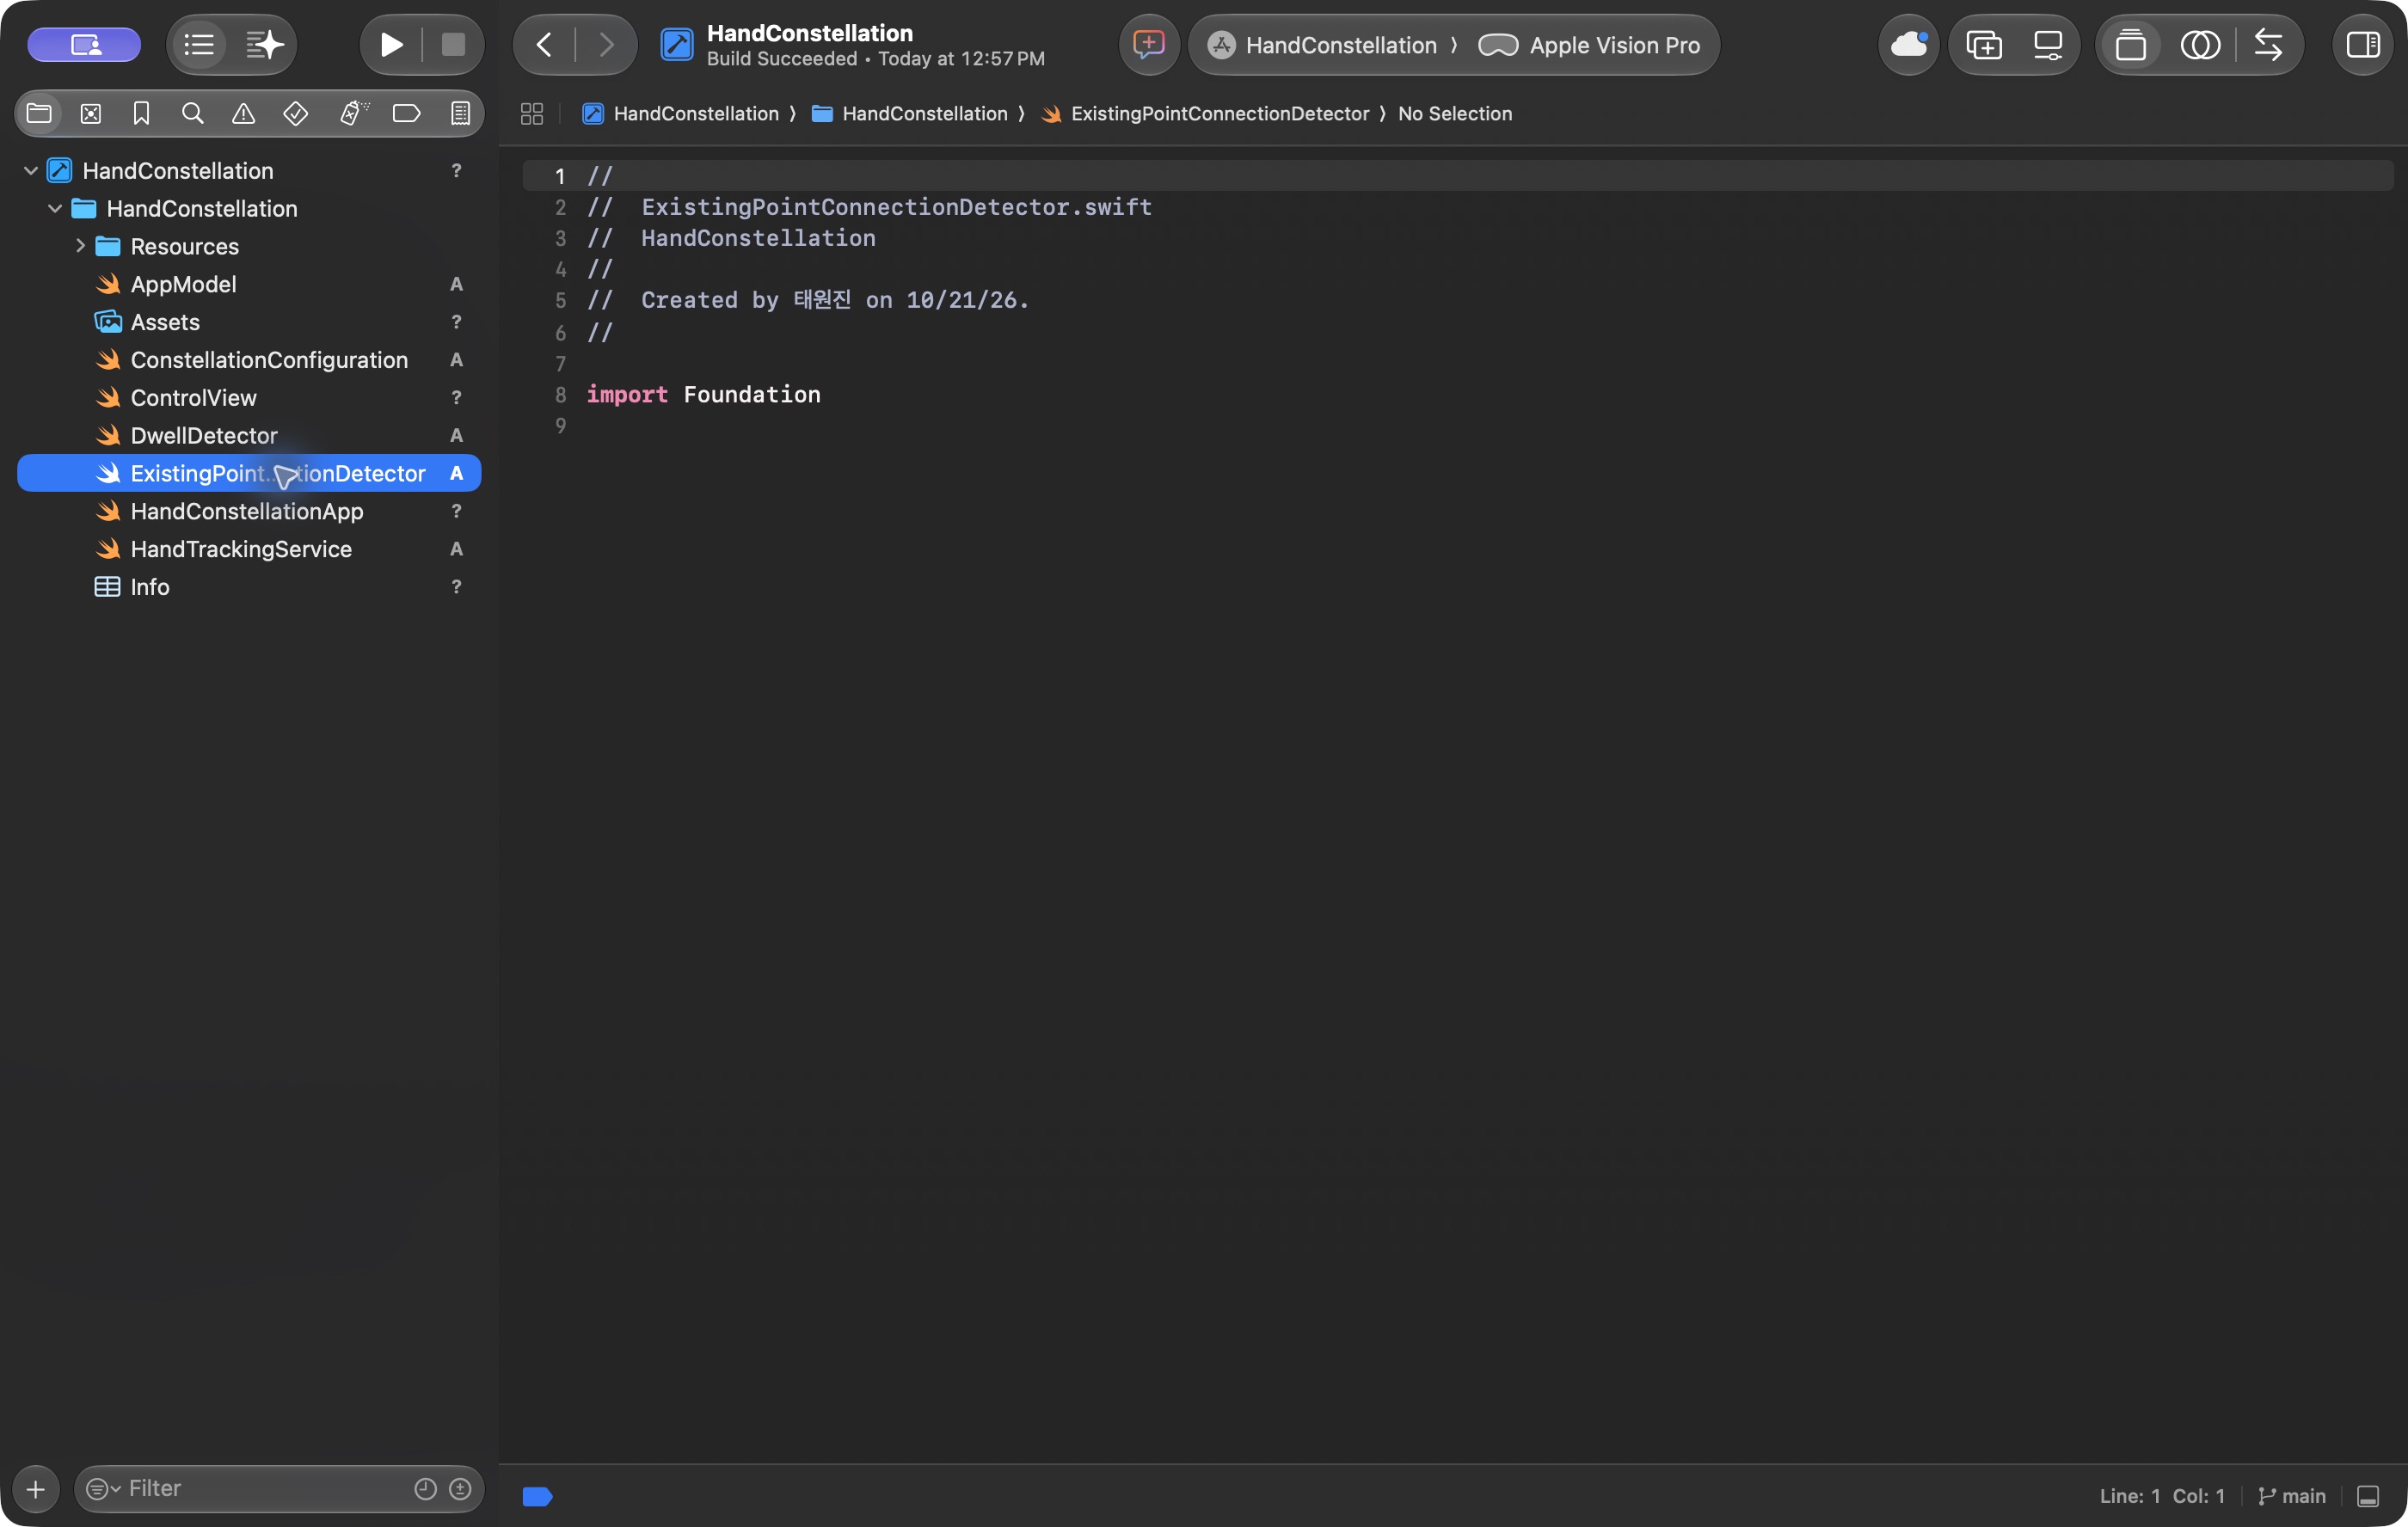 HandConstellation
Build Succeeded • Today at 12:57 PM
HandConstellation 〉 Apple Vision Pro
HandConstellation 〉 HandConstellation 〉 ExistingPointConnectionDetector 〉 No Selection
HandConstellation ?
HandConstellation
Resources
AppModel A
Assets ?
ConstellationConfiguration A
ControlView ?
DwellDetector A
ExistingPoint...tionDetector A
HandConstellationApp ?
HandTrackingService A
Info ?
1 //
2 //  ExistingPointConnectionDetector.swift
3 //  HandConstellation
4 //
5 //  Created by 태원진 on 10/21/26.
6 //
7
8 import Foundation
9
Filter
Line: 1 Col: 1
main